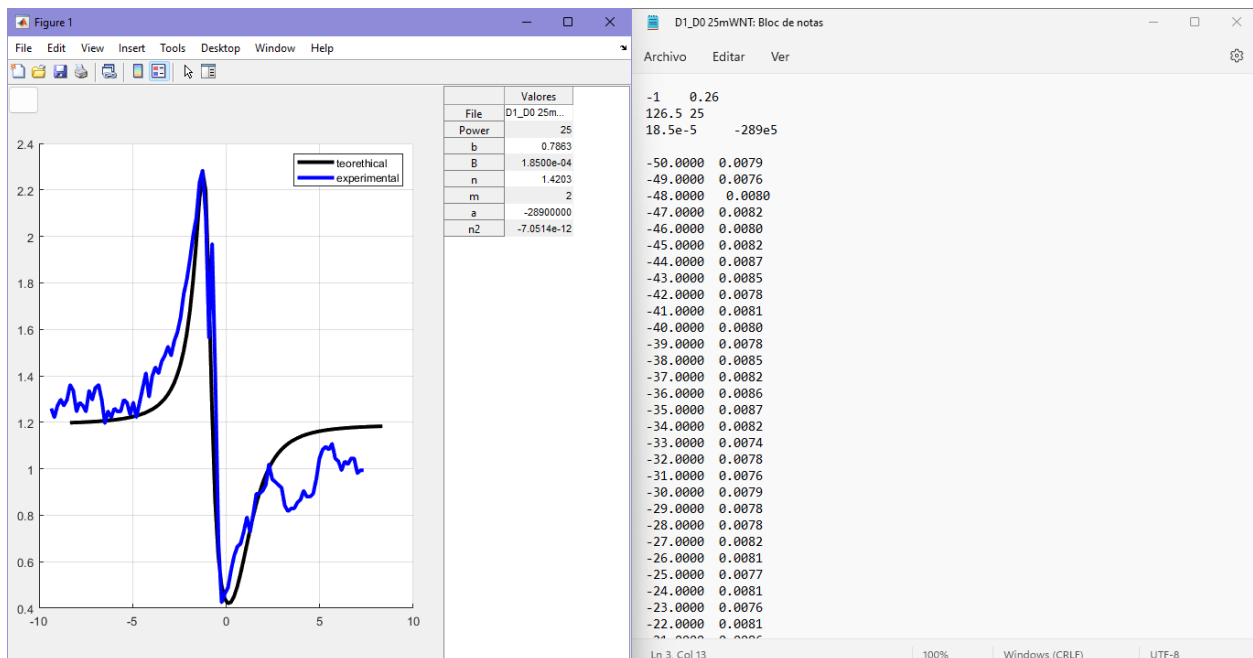 Figure 1
File Edit View Insert Tools Desktop Window Help
2.4
2.2
2
1.8
1.6
1.4
1.2
1
0.8
0.6
0.4
-10 -5 0 5 10
teorethical
experimental
Valores
File D1_D0 25m...
Power 25
b 0.7863
B 1.8500e-04
n 1.4203
m 2
a -28900000
n2 -7.0514e-12
D1_D0 25mWNT: Bloc de notas
Archivo Editar Ver
-1 0.26
126.5 25
18.5e-5 -289e5
-50.0000 0.0079
-49.0000 0.0076
-48.0000 0.0080
-47.0000 0.0082
-46.0000 0.0080
-45.0000 0.0082
-44.0000 0.0087
-43.0000 0.0085
-42.0000 0.0078
-41.0000 0.0081
-40.0000 0.0080
-39.0000 0.0078
-38.0000 0.0085
-37.0000 0.0082
-36.0000 0.0086
-35.0000 0.0087
-34.0000 0.0082
-33.0000 0.0074
-32.0000 0.0078
-31.0000 0.0076
-30.0000 0.0079
-29.0000 0.0078
-28.0000 0.0078
-27.0000 0.0082
-26.0000 0.0081
-25.0000 0.0077
-24.0000 0.0081
-23.0000 0.0076
-22.0000 0.0081
Ln 3, Col 13 100% Windows (CRLF) UTF-8